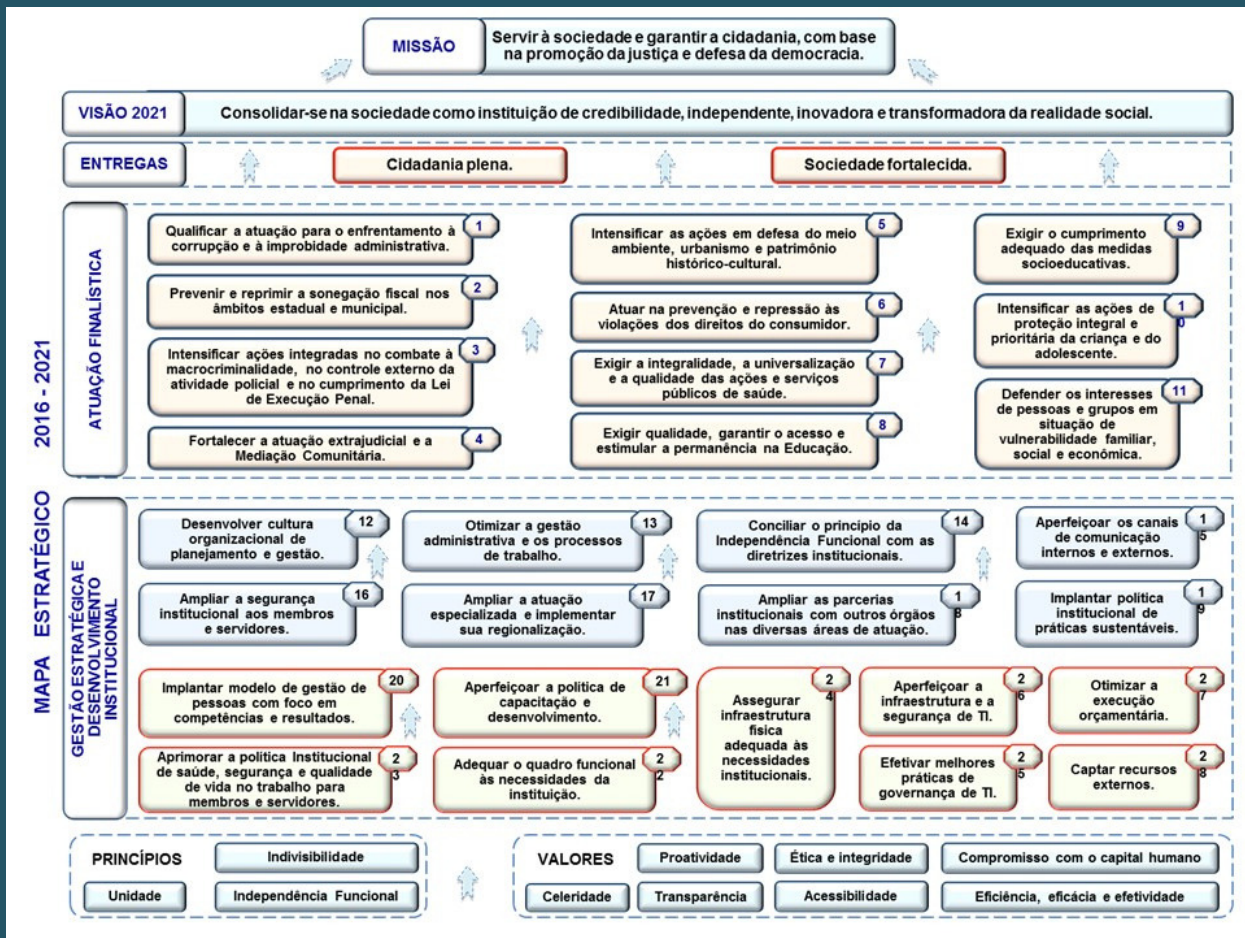 MISSÃO
Servir à sociedade e garantir a cidadania, com base
na promoção da justiça e defesa da democracia.
VISÃO 2021
Consolidar-se na sociedade como instituição de credibilidade, independente, inovadora e transformadora da realidade social.
ENTREGAS
Cidadania plena.
Sociedade fortalecida.
MAPA ESTRATÉGICO 2016 - 2021
ATUAÇÃO FINALÍSTICA
Qualificar a atuação para o enfrentamento à
corrupção e à improbidade administrativa.
1
Prevenir e reprimir a sonegação fiscal nos
âmbitos estadual e municipal.
2
Intensificar ações integradas no combate à
macrocriminalidade, no controle externo da
atividade policial e no cumprimento da Lei
de Execução Penal.
3
Fortalecer a atuação extrajudicial e a
Mediação Comunitária.
4
Intensificar as ações em defesa do meio
ambiente, urbanismo e patrimônio
histórico-cultural.
5
Atuar na prevenção e repressão às
violações dos direitos do consumidor.
6
Exigir a integralidade, a universalização
e a qualidade das ações e serviços
públicos de saúde.
7
Exigir qualidade, garantir o acesso e
estimular a permanência na Educação.
8
Exigir o cumprimento
adequado das medidas
socioeducativas.
9
Intensificar as ações de
proteção integral e
prioritária da criança e do
adolescente.
10
Defender os interesses
de pessoas e grupos em
situação de
vulnerabilidade familiar,
social e econômica.
11
GESTÃO ESTRATÉGICA E
DESENVOLVIMENTO
INSTITUCIONAL
Desenvolver cultura
organizacional de
planejamento e gestão.
12
Otimizar a gestão
administrativa e os processos
de trabalho.
13
Conciliar o princípio da
Independência Funcional com as
diretrizes institucionais.
14
Aperfeiçoar os canais
de comunicação
internos e externos.
15
Ampliar a segurança
institucional aos membros
e servidores.
16
Ampliar a atuação
especializada e implementar
sua regionalização.
17
Ampliar as parcerias
institucionais com outros órgãos
nas diversas áreas de atuação.
18
Implantar política
institucional de
práticas sustentáveis.
19
Implantar modelo de gestão de
pessoas com foco em
competências e resultados.
20
Aperfeiçoar a política de
capacitação e
desenvolvimento.
21
Assegurar
infraestrutura
física
adequada às
necessidades
institucionais.
24
Aperfeiçoar a
infraestrutura e a
segurança de TI.
26
Otimizar a
execução
orçamentária.
27
Aprimorar a política Institucional
de saúde, segurança e qualidade
de vida no trabalho para
membros e servidores.
23
Adequar o quadro funcional
às necessidades da
instituição.
22
Efetivar melhores
práticas de
governança de TI.
25
Captar recursos
externos.
28
PRINCÍPIOS
Indivisibilidade
Unidade
Independência Funcional
VALORES
Proatividade
Ética e integridade
Compromisso com o capital humano
Celeridade
Transparência
Acessibilidade
Eficiência, eficácia e efetividade